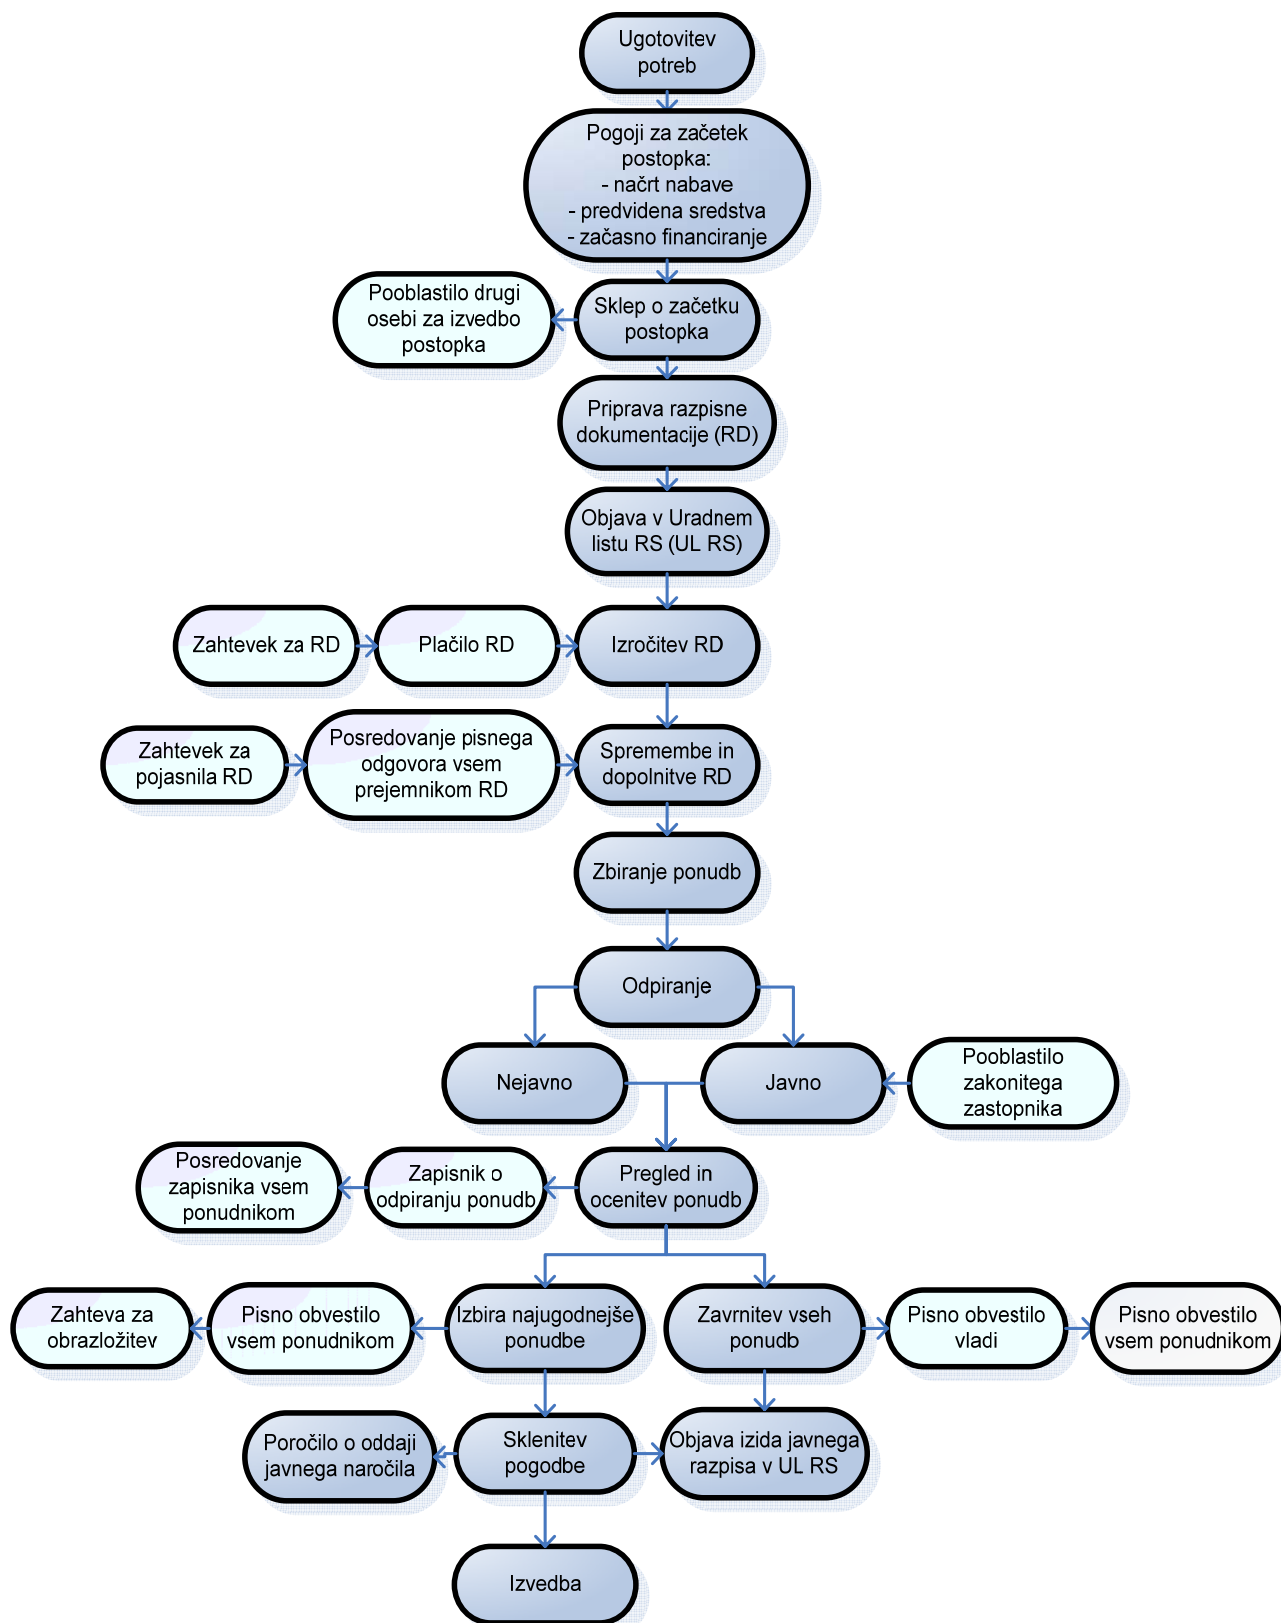 Ugotovitev
potreb
Pogoji za začetek
postopka:
- načrt nabave
- predvidena sredstva
- začasno financiranje
Pooblastilo drugi
osebi za izvedbo
postopka
Sklep o začetku
postopka
Priprava razpisne
dokumentacije (RD)
Objava v Uradnem
listu RS (UL RS)
Zahtevek za RD
Plačilo RD
Izročitev RD
Zahtevek za
pojasnila RD
Posredovanje pisnega
odgovora vsem
prejemnikom RD
Spremembe in
dopolnitve RD
Zbiranje ponudb
Odpiranje
Nejavno
Javno
Pooblastilo
zakonitega
zastopnika
Posredovanje
zapisnika vsem
ponudnikom
Zapisnik o
odpiranju ponudb
Pregled in
ocenitev ponudb
Zahteva za
obrazložitev
Pisno obvestilo
vsem ponudnikom
Izbira najugodnejše
ponudbe
Zavrnitev vseh
ponudb
Pisno obvestilo
vladi
Pisno obvestilo
vsem ponudnikom
Poročilo o oddaji
javnega naročila
Sklenitev
pogodbe
Objava izida javnega
razpisa v UL RS
Izvedba